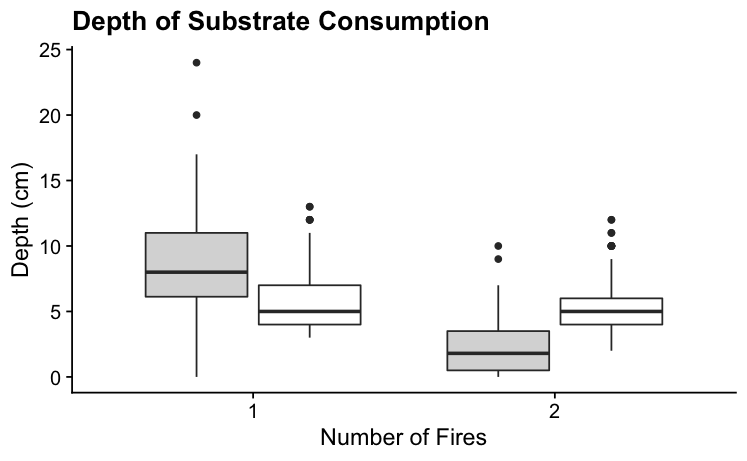 Depth of Substrate Consumption
25
20
15
10
5
0
Depth (cm)
1 2
Number of Fires